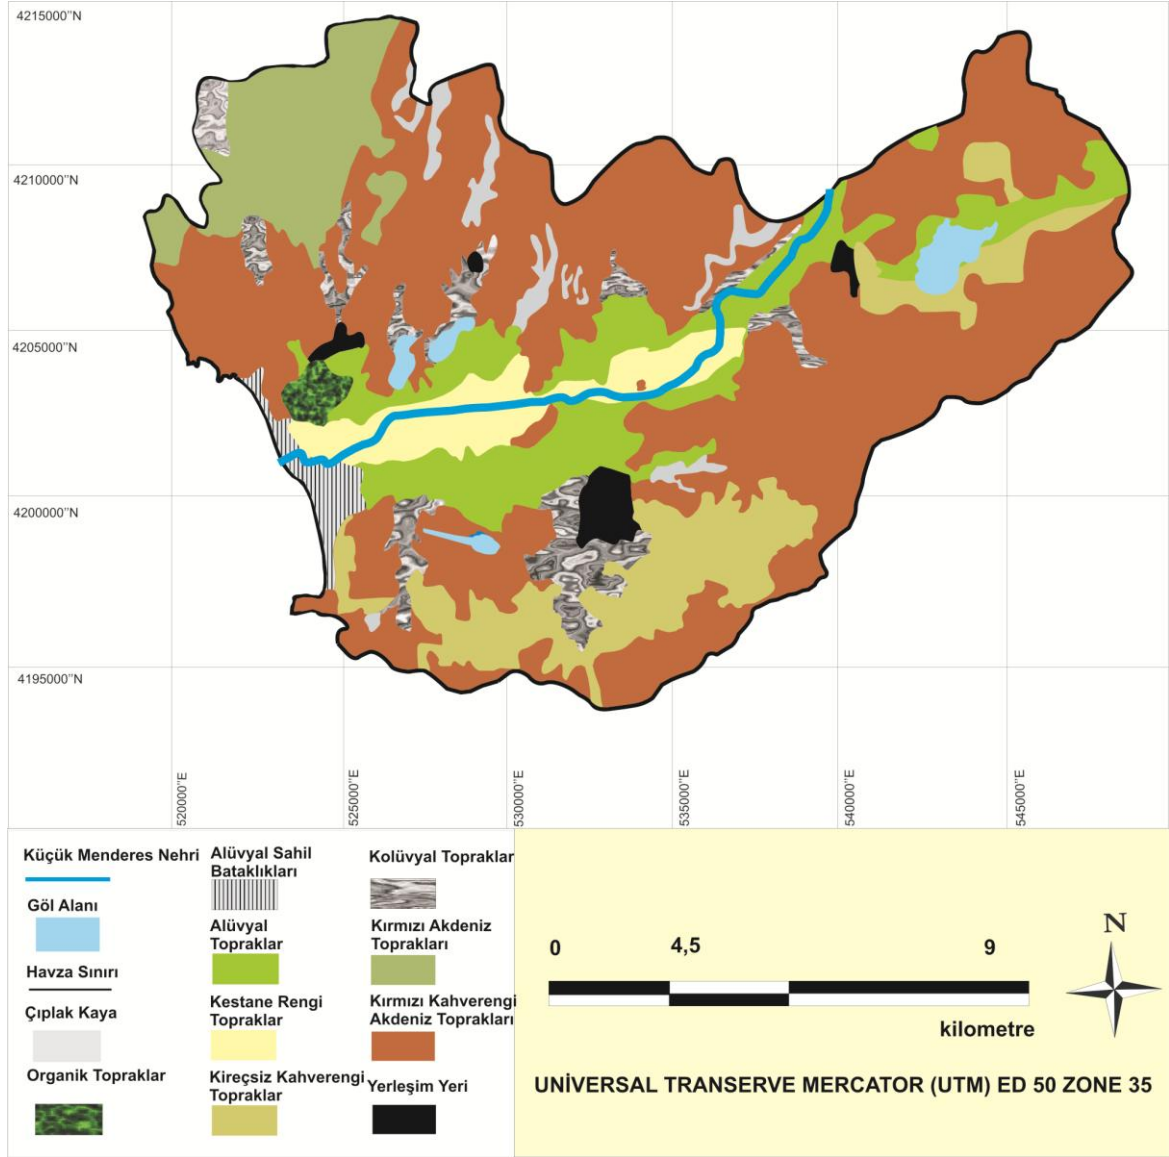 4215000''N
4210000''N
4205000''N
4200000''N
4195000''N
520000''E
525000''E
530000''E
535000''E
540000''E
545000''E
Küçük Menderes Nehri
Göl Alanı
Havza Sınırı
Çıplak Kaya
Organik Topraklar
Alüvyal Sahil
Bataklıkları
Alüvyal
Topraklar
Kestane Rengi
Topraklar
Kireçsiz Kahverengi
Topraklar
Kolüvyal Topraklar
Kırmızı Akdeniz
Toprakları
Kırmızı Kahverengi
Akdeniz Toprakları
Yerleşim Yeri
0 4,5 9
kilometre
N
UNİVERSAL TRANSERVE MERCATOR (UTM) ED 50 ZONE 35